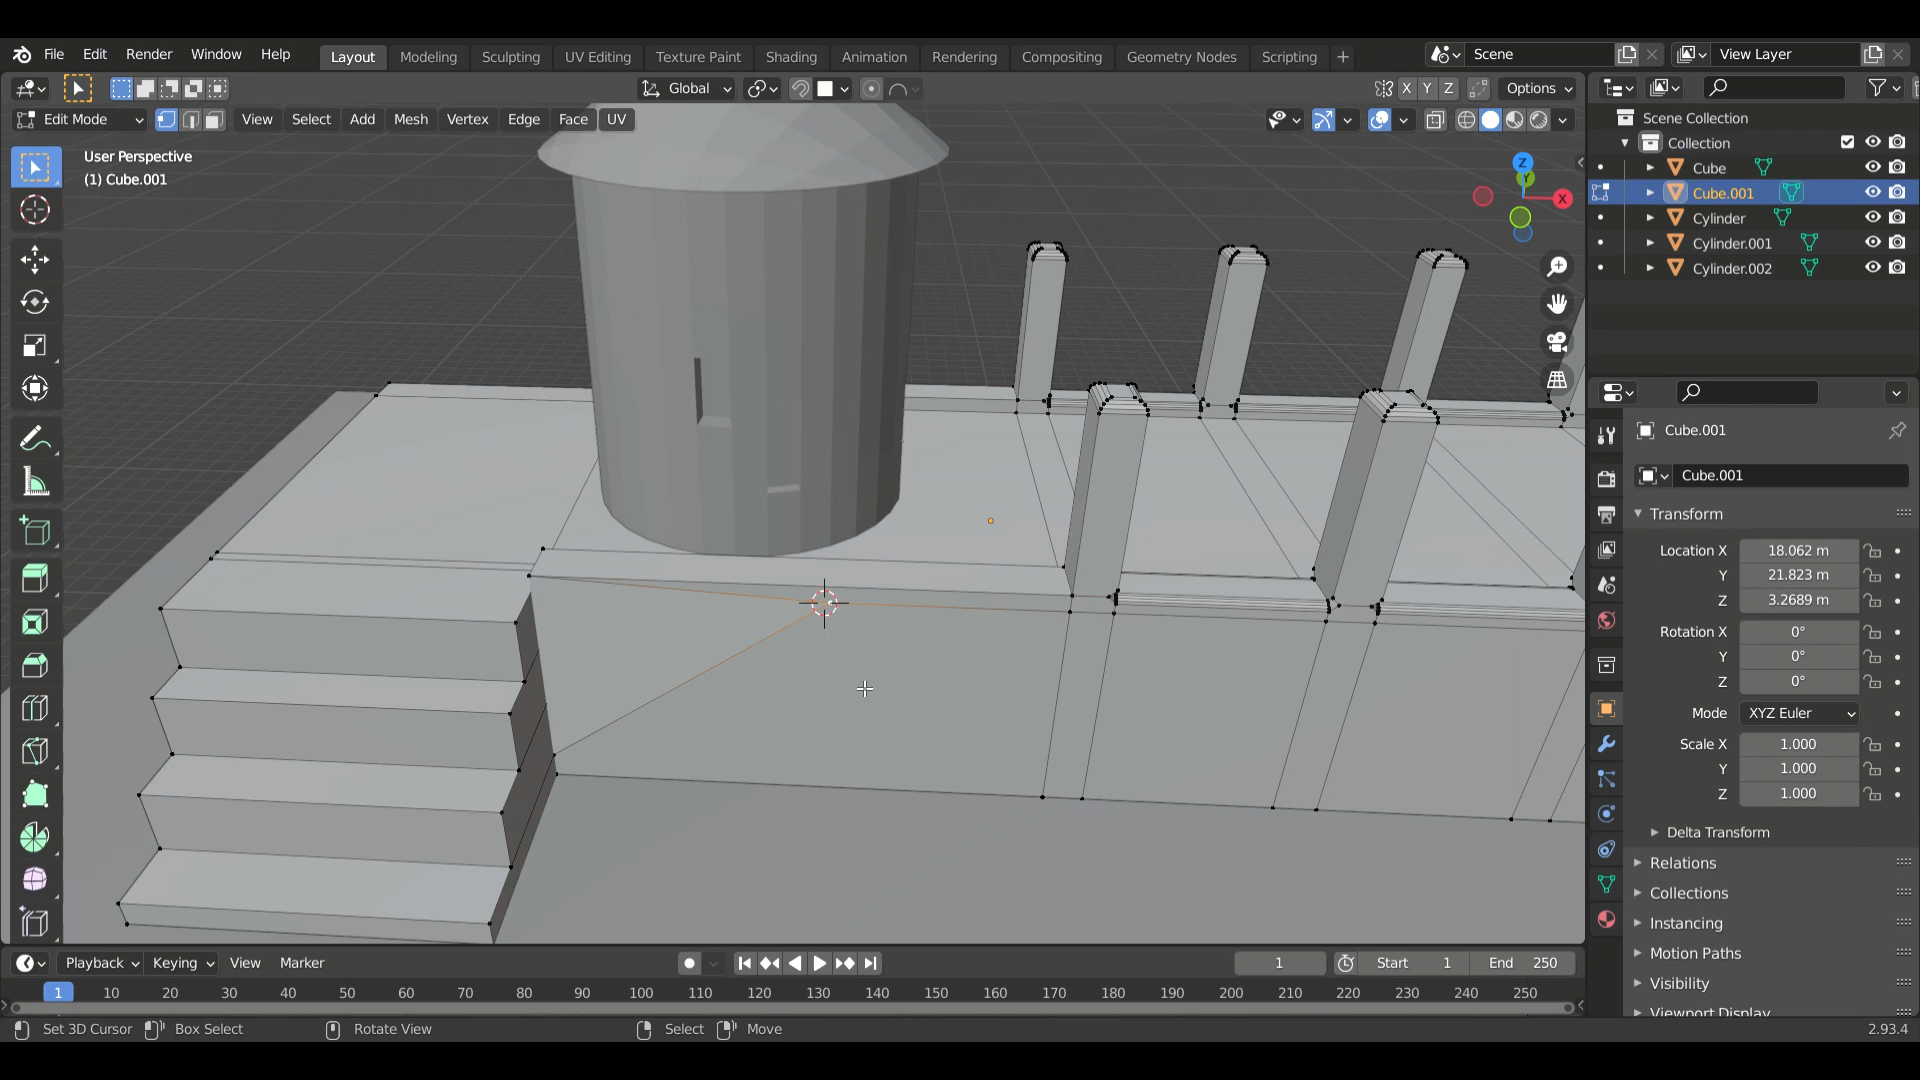 File Edit Render Window Help Layout Modeling Sculpting UV Editing Texture Paint Shading Animation Rendering Compositing Geometry Nodes Scripting + Scene View Layer
Global X Y Z Options
Edit Mode View Select Add Mesh Vertex Edge Face UV
User Perspective
(1) Cube.001
Z
Y
X
Scene Collection
Collection
Cube
Cube.001
Cylinder
Cylinder.001
Cylinder.002
Cube.001
Cube.001
Transform
Location X 18.062 m
Y 21.823 m
Z 3.2689 m
Rotation X 0°
Y 0°
Z 0°
Mode XYZ Euler
Scale X 1.000
Y 1.000
Z 1.000
Delta Transform
Relations
Collections
Instancing
Motion Paths
Visibility
Viewport Display
Playback Keying View Marker 1 Start 1 End 250
1 10 20 30 40 50 60 70 80 90 100 110 120 130 140 150 160 170 180 190 200 210 220 230 240 250
Set 3D Cursor Box Select Rotate View Select Move 2.93.4